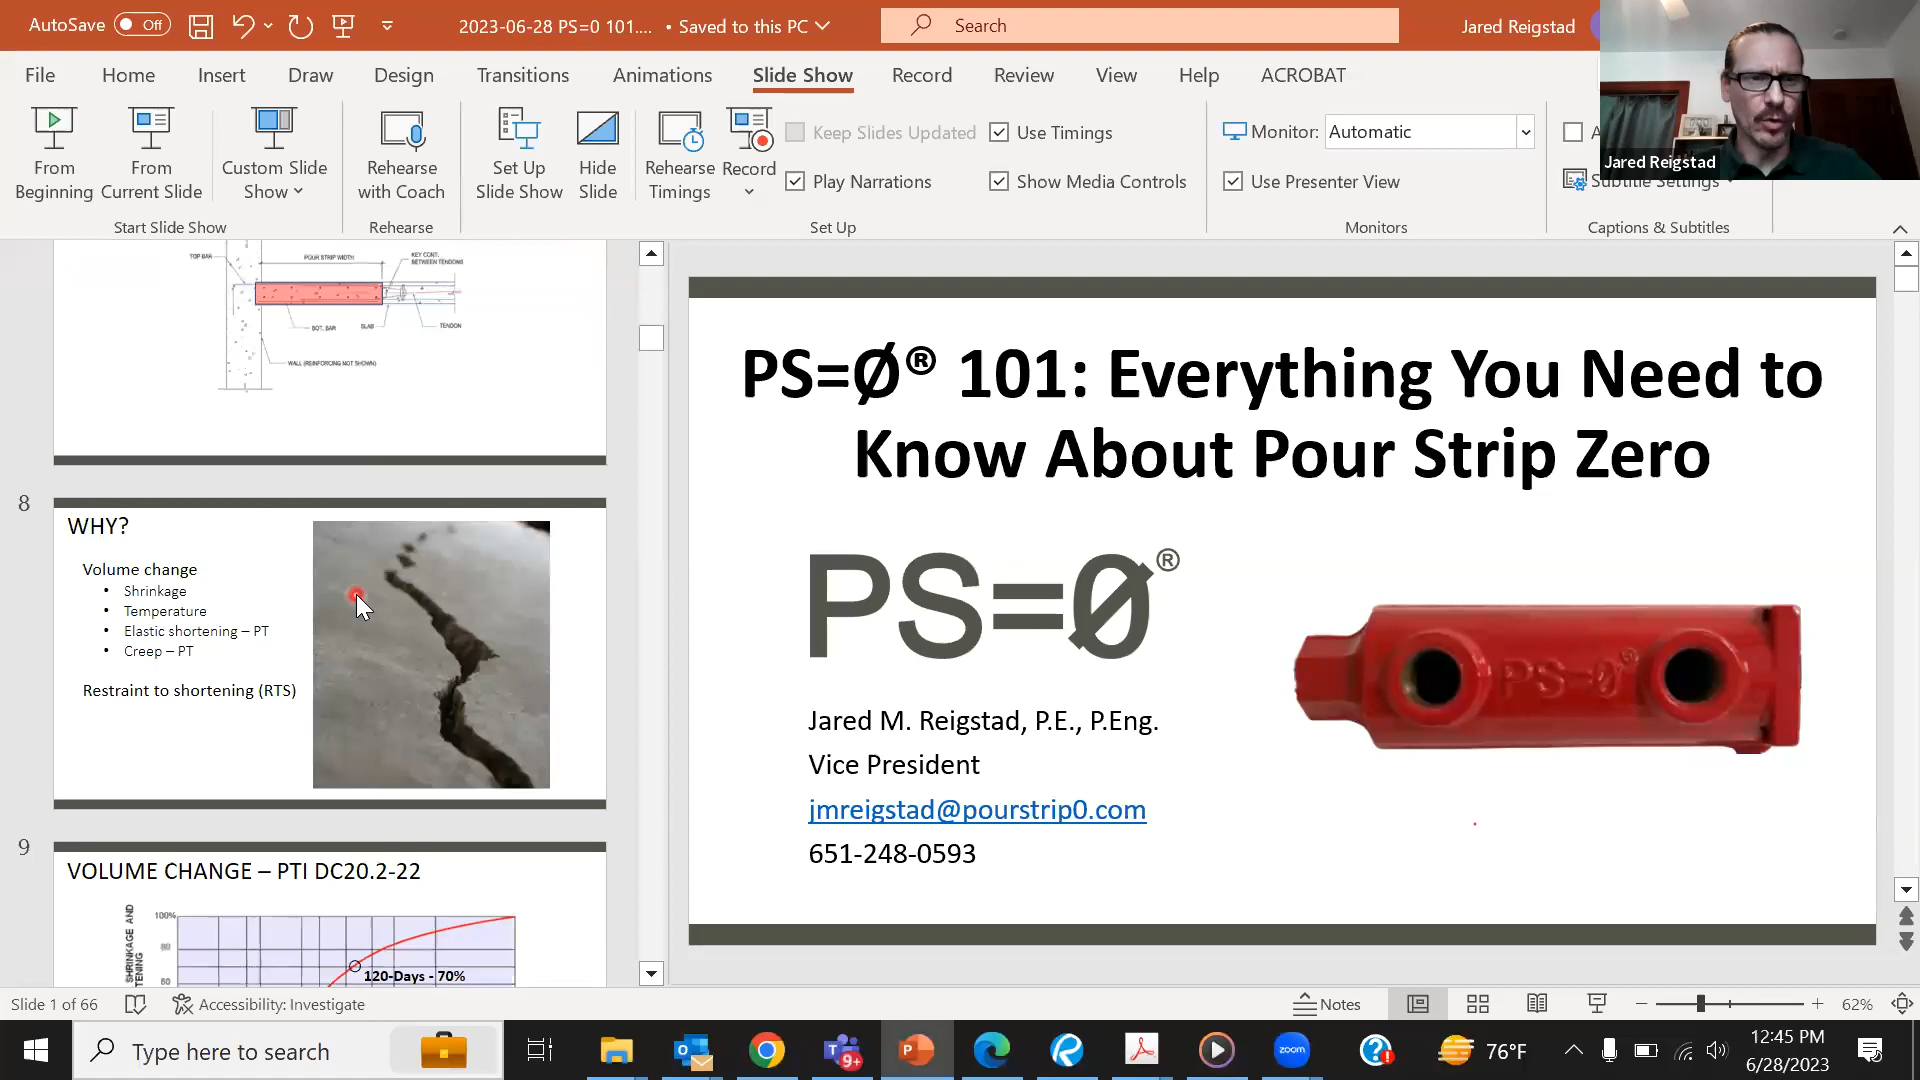 AutoSave Off
2023-06-28 PS=0 101.... • Saved to this PC
Search
Jared Reigstad
File Home Insert Draw Design Transitions Animations Slide Show Record Review View Help ACROBAT
From Beginning
From Current Slide
Custom Slide Show
Start Slide Show
Rehearse with Coach
Rehearse
Set Up Slide Show
Hide Slide
Rehearse Timings
Record
Keep Slides Updated
Use Timings
Play Narrations
Show Media Controls
Set Up
Monitor: Automatic
Use Presenter View
Monitors
A
Subtitle Settings
Captions & Subtitles
Jared Reigstad
TOP BAR
POUR STRIP WIDTH
KEY CONT.
BETWEEN TENDONS
BOT. BAR
SLAB
TENDON
WALL (REINFORCING NOT SHOWN)
8
WHY?
Volume change
• Shrinkage
• Temperature
• Elastic shortening – PT
• Creep – PT
Restraint to shortening (RTS)
9
VOLUME CHANGE – PTI DC20.2-22
SHRINKAGE AND
100%
80
60
120-Days - 70%
PS=Ø® 101: Everything You Need to
Know About Pour Strip Zero
PS=Ø®
PS=Ø®
Jared M. Reigstad, P.E., P.Eng.
Vice President
jmreigstad@pourstrip0.com
651-248-0593
Slide 1 of 66
Accessibility: Investigate
Notes
62%
Type here to search
9+
zoom
76°F
12:45 PM
6/28/2023